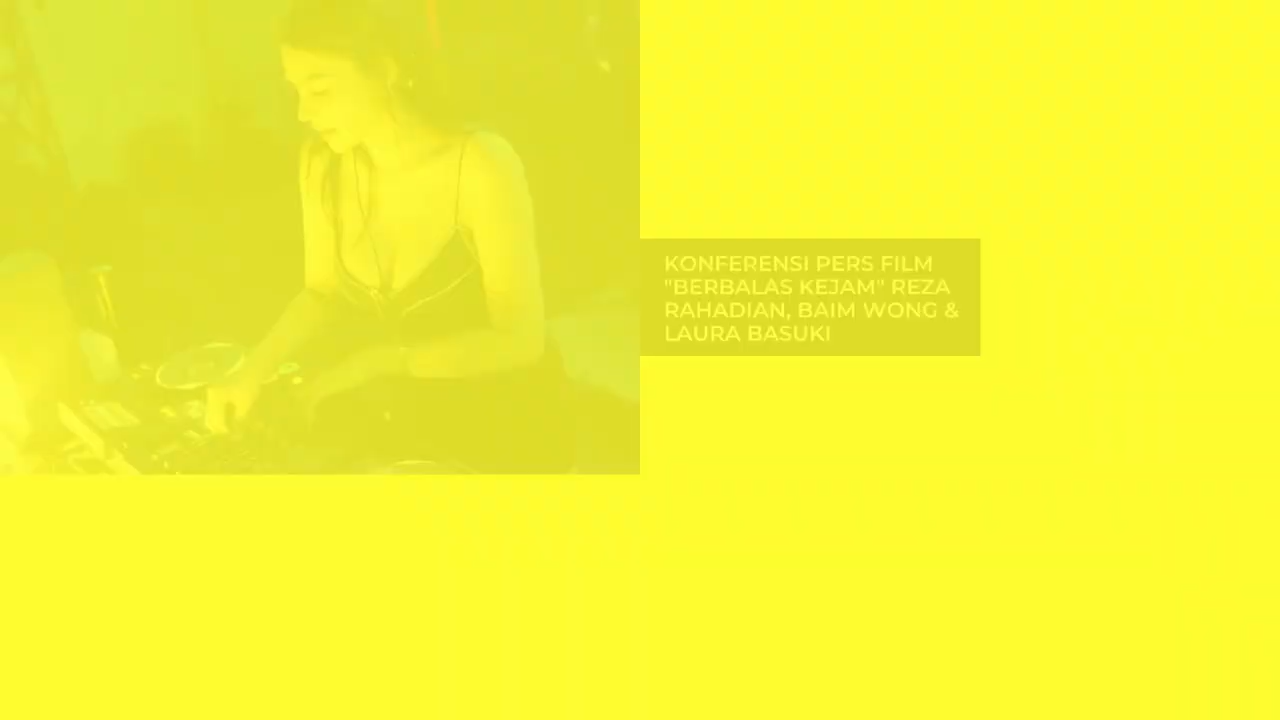 KONFERENSI PERS FILM
"BERBALAS KEJAM" REZA
RAHADIAN, BAIM WONG &
LAURA BASUKI